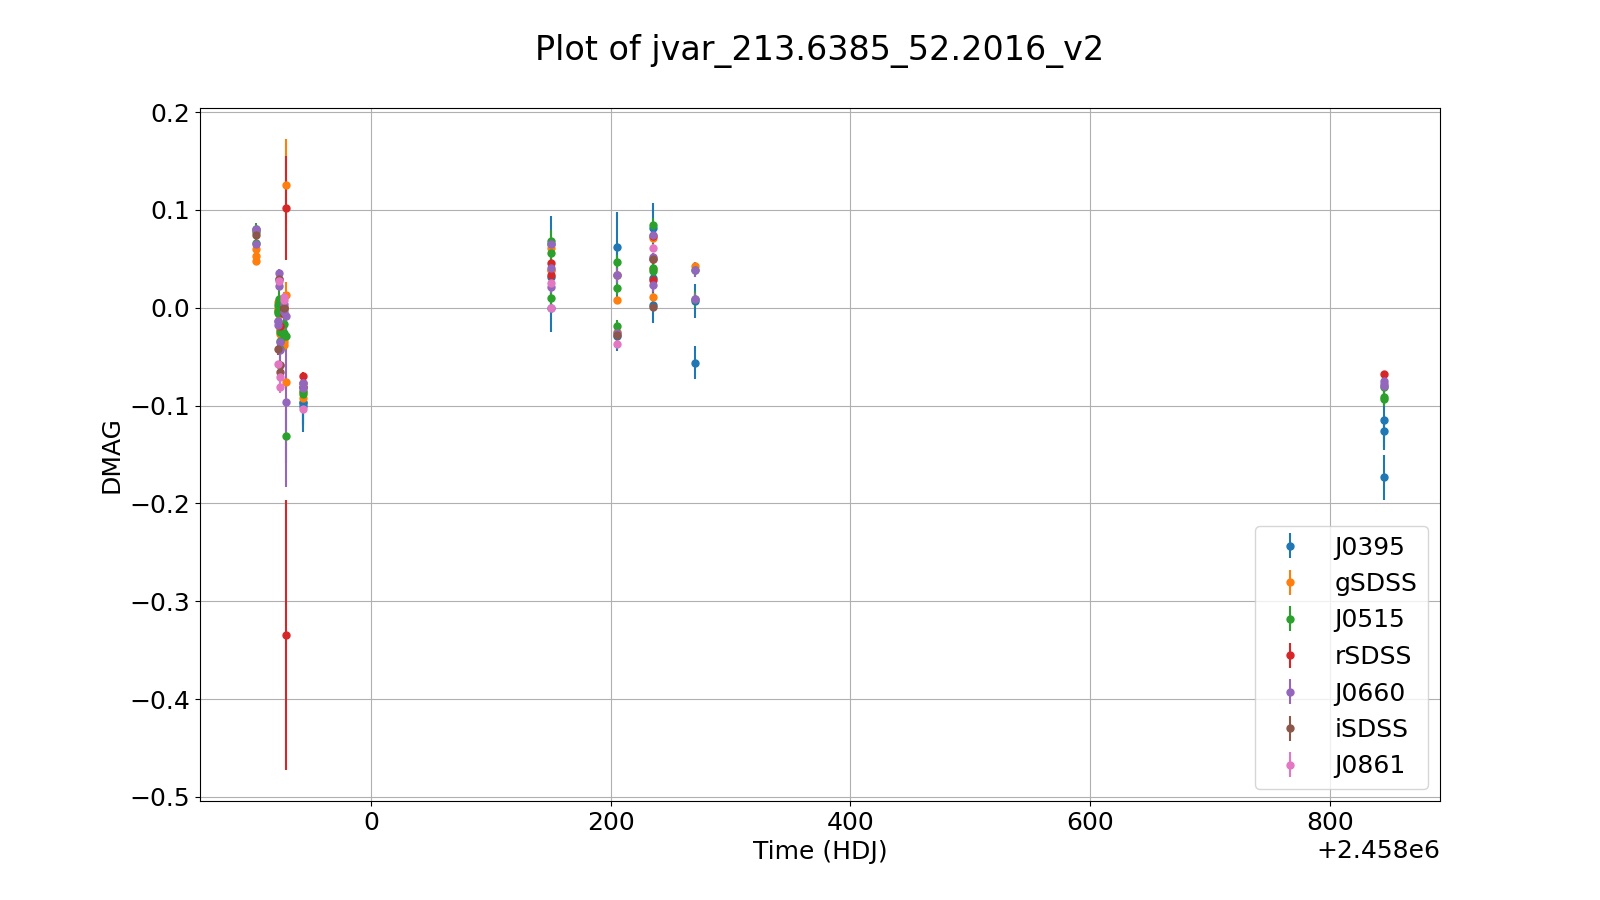 Plot of jvar_213.6385_52.2016_v2
0.2
0.1
0.0
−0.1
−0.2
−0.3
−0.4
−0.5
DMAG
J0395
gSDSS
J0515
rSDSS
J0660
iSDSS
J0861
0 200 400 600 800
Time (HDJ)
+2.458e6